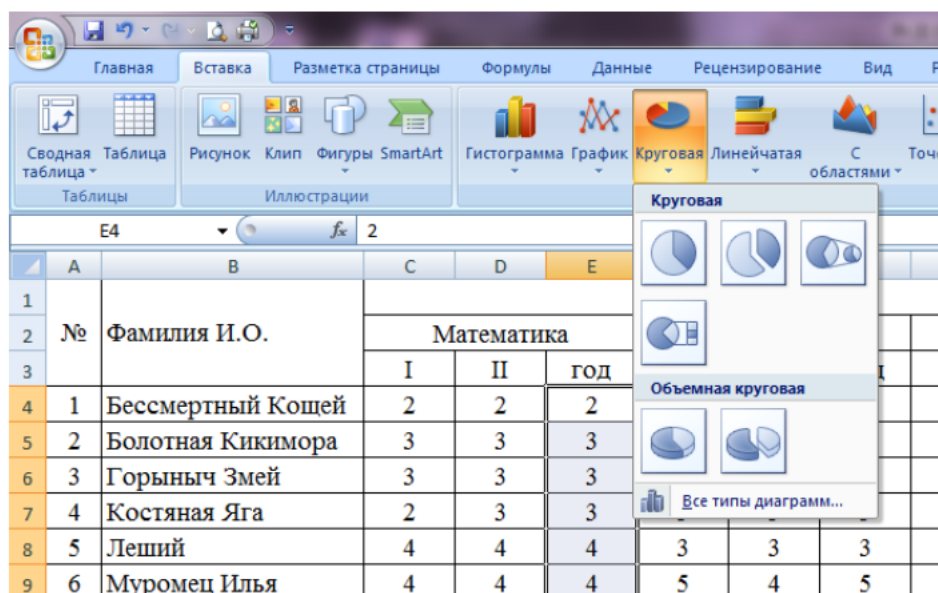 Главная Вставка Разметка страницы Формулы Данные Рецензирование Вид
Сводная таблица Таблица Рисунок Клип Фигуры SmartArt Гистограмма График Круговая Линейчатая С областями
Таблицы Иллюстрации
E4 fx 2
Круговая
Объемная круговая
Все типы диаграмм...
A B C D E
1
2 № Фамилия И.О. Математика
3 I II год
4 1 Бессмертный Кощей 2 2 2
5 2 Болотная Кикимора 3 3 3
6 3 Горыныч Змей 3 3 3
7 4 Костяная Яга 2 3 3
8 5 Леший 4 4 4 3 3 3
9 6 Муромец Илья 4 4 4 5 4 5